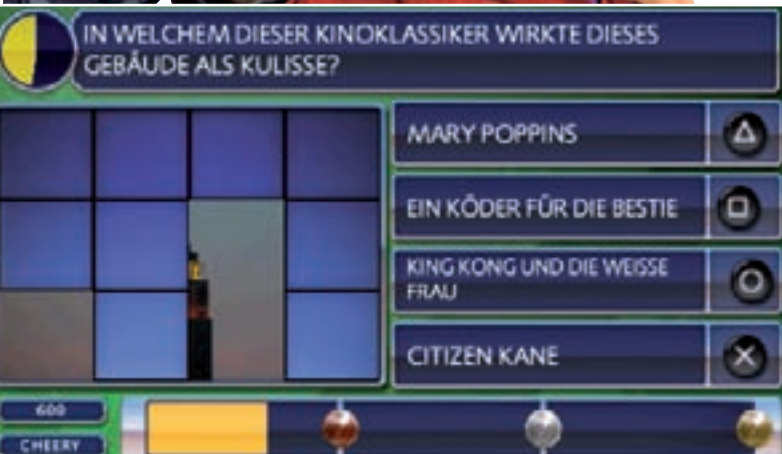 IN WELCHEM DIESER KINOKLASSIKER WIRKTE DIESES
GEBÄUDE ALS KULISSE?
MARY POPPINS
EIN KÖDER FÜR DIE BESTIE
KING KONG UND DIE WEISSE
FRAU
CITIZEN KANE
600
CHEERY